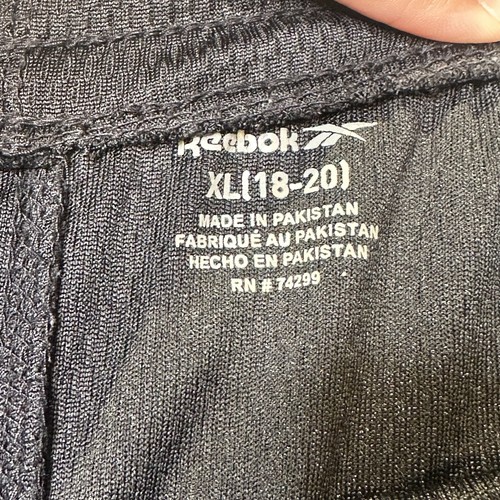 Reebok
XL(18-20)
MADE IN PAKISTAN
FABRIQUÉ AU PAKISTAN
HECHO EN PAKISTAN
RN # 74299